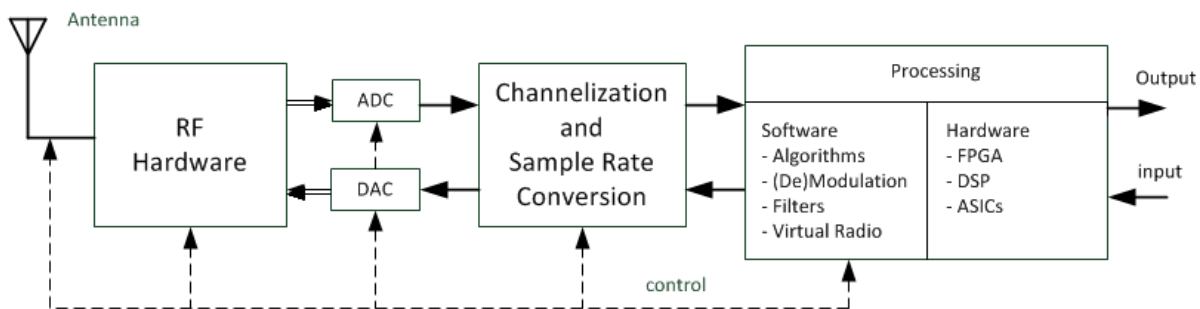 Antenna
RF
Hardware
ADC
DAC
Channelization
and
Sample Rate
Conversion
Processing
Software
- Algorithms
- (De)Modulation
- Filters
- Virtual Radio
Hardware
- FPGA
- DSP
- ASICs
Output
input
control